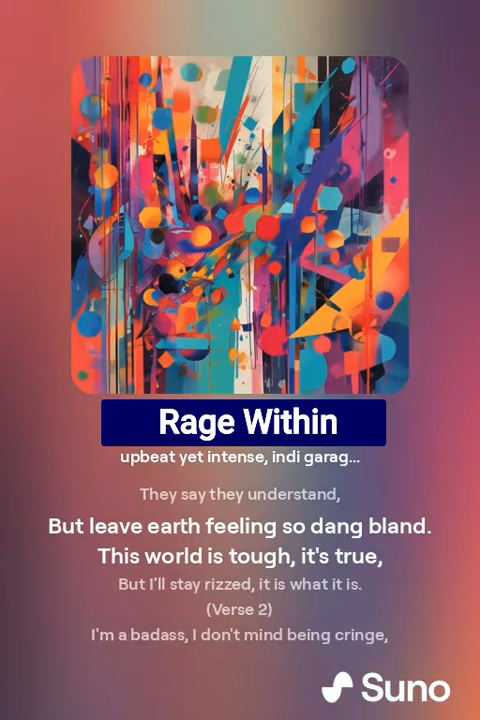 Rage Within
upbeat yet intense, indi garag...
They say they understand,
But leave earth feeling so dang bland.
This world is tough, it's true,
But I'll stay rizzed, it is what it is.
(Verse 2)
I'm a badass, I don't mind being cringe,
Suno